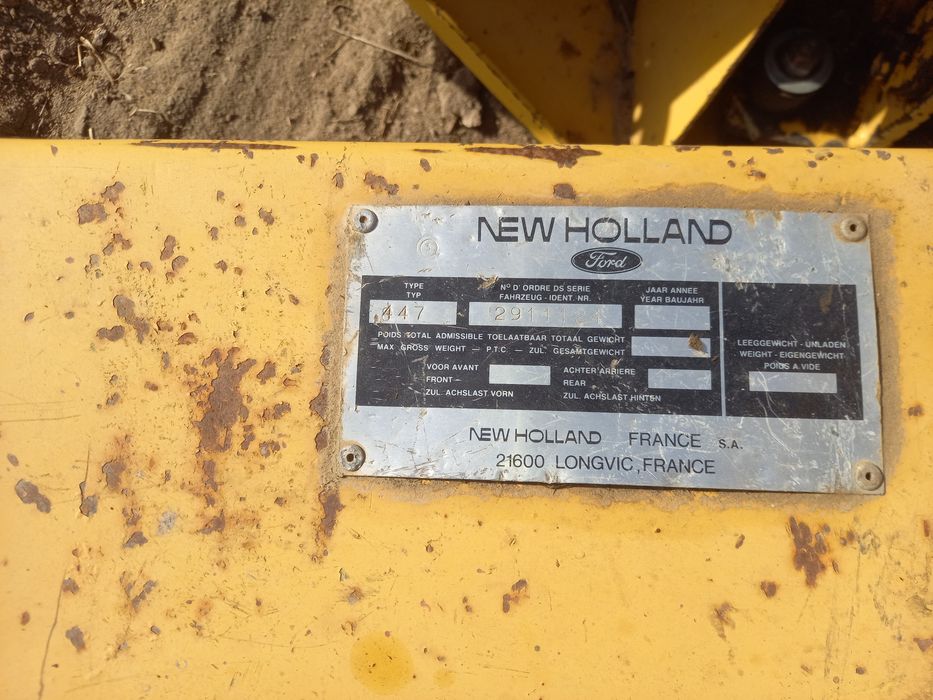 NEW HOLLAND
Ford
TYPE
TYP
N° D' ORDRE DS SERIE
FAHRZEUG - IDENT. NR.
JAAR ANNEE
YEAR BAUJAHR
447
POIDS TOTAL ADMISSIBLE TOELAATBAAR TOTAAL GEWICHT
MAX GROSS WEIGHT — P.T.C. — ZUL. GESAMTGEWICHT
VOOR AVANT
FRONT –
ZUL. ACHSLAST VORN
ACHTER ARRIERE
REAR
ZUL. ACHSLAST HINTEN
LEEGGEWICHT - UNLADEN
WEIGHT - EIGENGEWICHT
POIDS A VIDE
NEW HOLLAND FRANCE S.A.
21600 LONGVIC, FRANCE